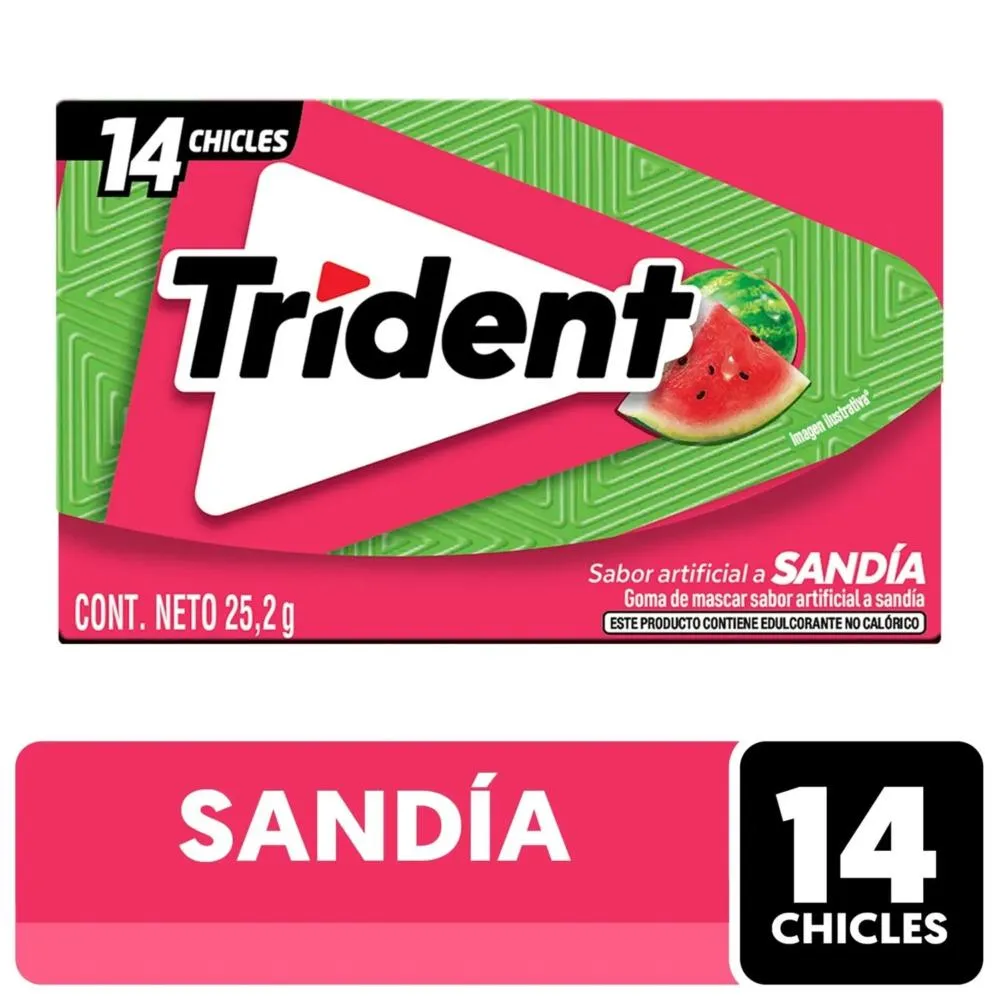 14 CHICLES
Trident
Imagen ilustrativa*
Sabor artificial a SANDÍA
Goma de mascar sabor artificial a sandía
ESTE PRODUCTO CONTIENE EDULCORANTE NO CALÓRICO
CONT. NETO 25,2 g
SANDÍA
14
CHICLES